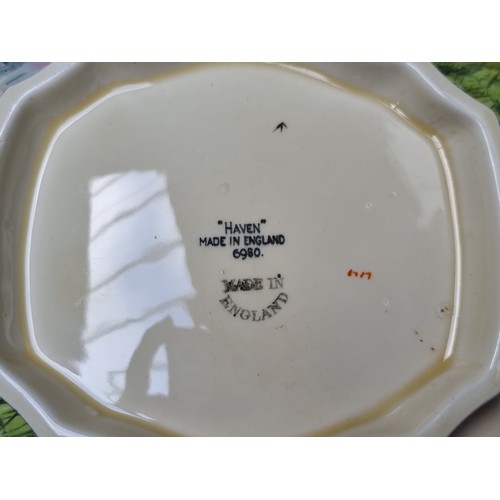 "HAVEN"
MADE IN ENGLAND
6980.
MADE IN
ENGLAND